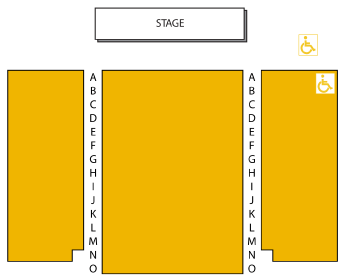 STAGE
A A
B B
C C
D D
E E
F F
G G
H H
I I
J J
K K
L L
M M
N N
O O